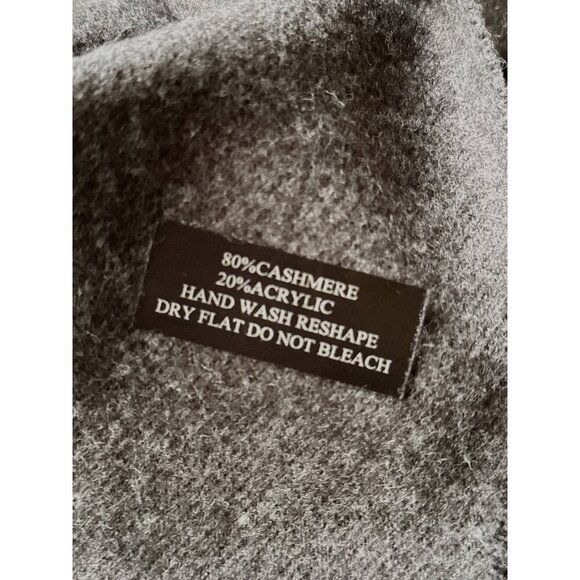 80%CASHMERE
20%ACRYLIC
HAND WASH RESHAPE
DRY FLAT DO NOT BLEACH